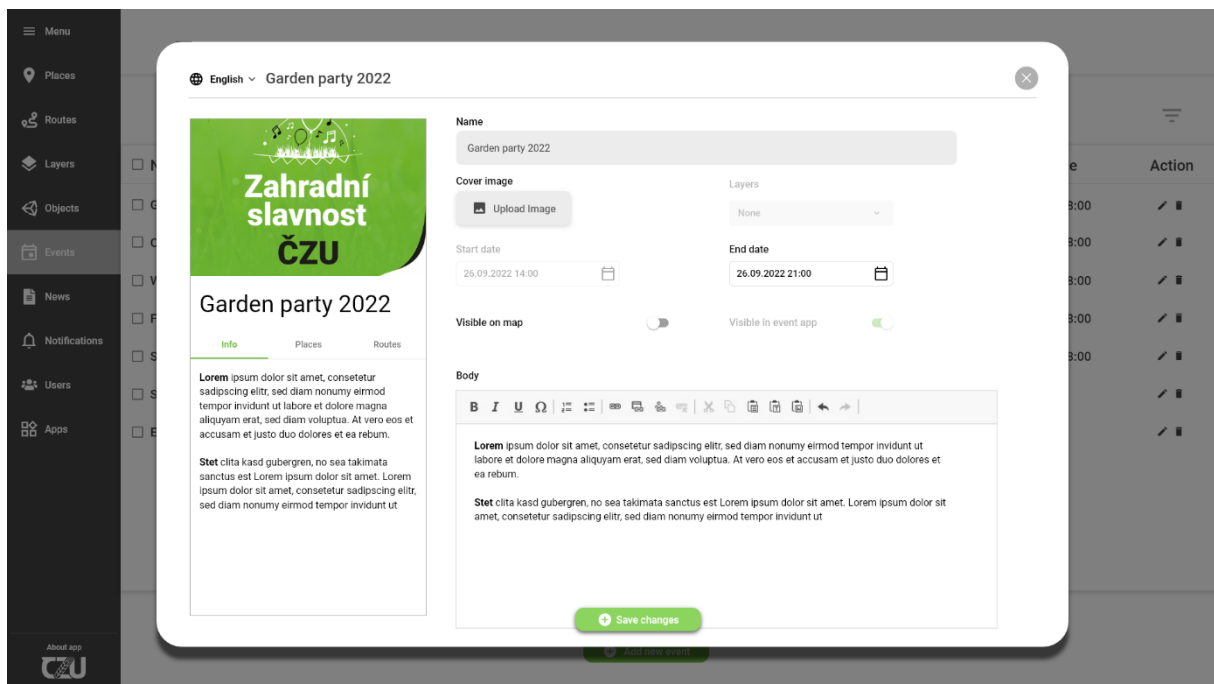 Menu
Places
Routes
Layers
Objects
Events
News
Notifications
Users
Apps
About app
CZU
English Garden party 2022
Zahradní
slavnost
ČZU
Garden party 2022
Info Places Routes
Lorem ipsum dolor sit amet, consetetur
sadipscing elitr, sed diam nonumy eirmod
tempor invidunt ut labore et dolore magna
aliquyam erat, sed diam voluptua. At vero eos et
accusam et justo duo dolores et ea rebum.
Stet clita kasd gubergren, no sea takimata
sanctus est Lorem ipsum dolor sit amet. Lorem
ipsum dolor sit amet, consetetur sadipscing elitr,
sed diam nonumy eirmod tempor invidunt ut
Name
Garden party 2022
Cover image
Upload Image
Layers
None
Start date
26.09.2022 14:00
End date
26.09.2022 21:00
Visible on map
Visible in event app
Body
B I U Ω
Lorem ipsum dolor sit amet, consetetur sadipscing elitr, sed diam nonumy eirmod tempor invidunt ut
labore et dolore magna aliquyam erat, sed diam voluptua. At vero eos et accusam et justo duo dolores et
ea rebum.
Stet clita kasd gubergren, no sea takimata sanctus est Lorem ipsum dolor sit amet. Lorem ipsum dolor sit
amet, consetetur sadipscing elitr, sed diam nonumy eirmod tempor invidunt ut
Save changes
Add new event
Action